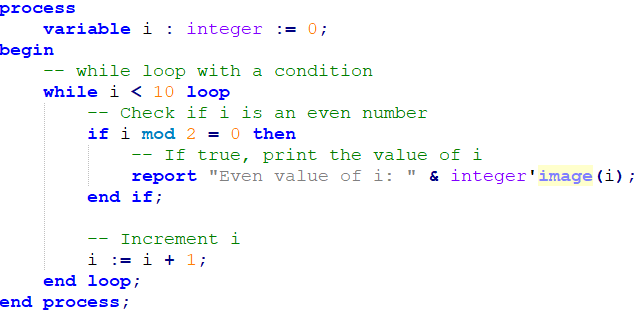 process
    variable i : integer := 0;
begin
    -- while loop with a condition
    while i < 10 loop
        -- Check if i is an even number
        if i mod 2 = 0 then
            -- If true, print the value of i
            report "Even value of i: " & integer'image(i);
        end if;

        -- Increment i
        i := i + 1;
    end loop;
end process;